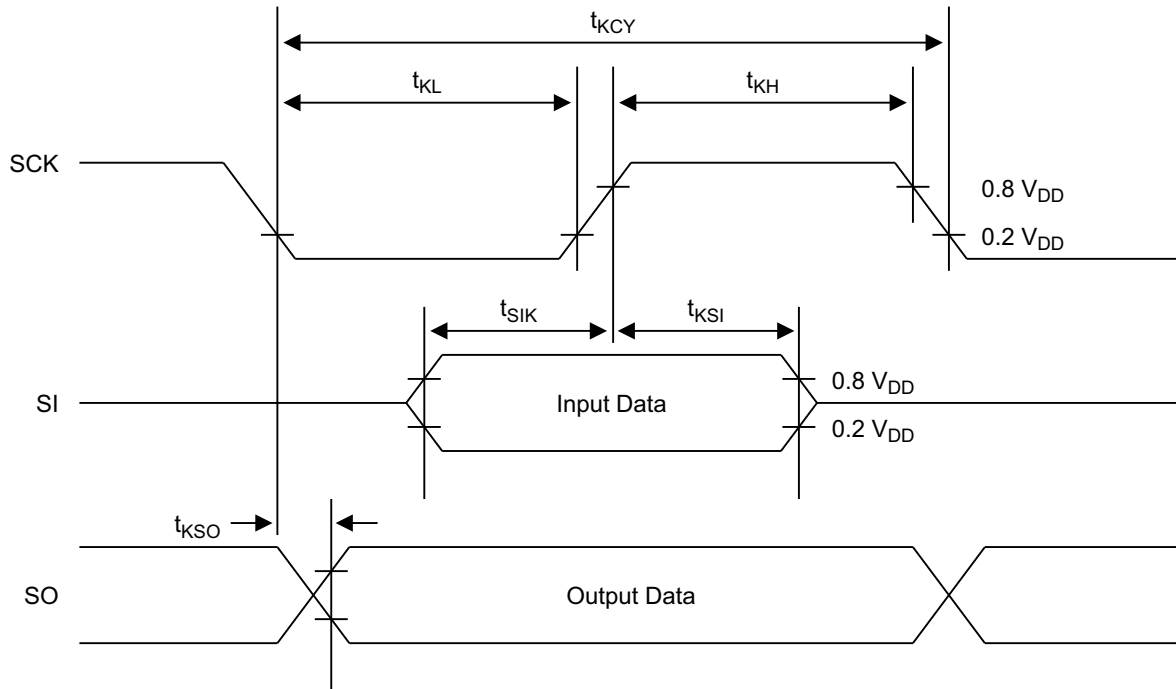 tKCY
tKL
tKH
SCK
0.8 VDD
0.2 VDD
tSIK
tKSI
SI
Input Data
0.8 VDD
0.2 VDD
tKSO
SO
Output Data